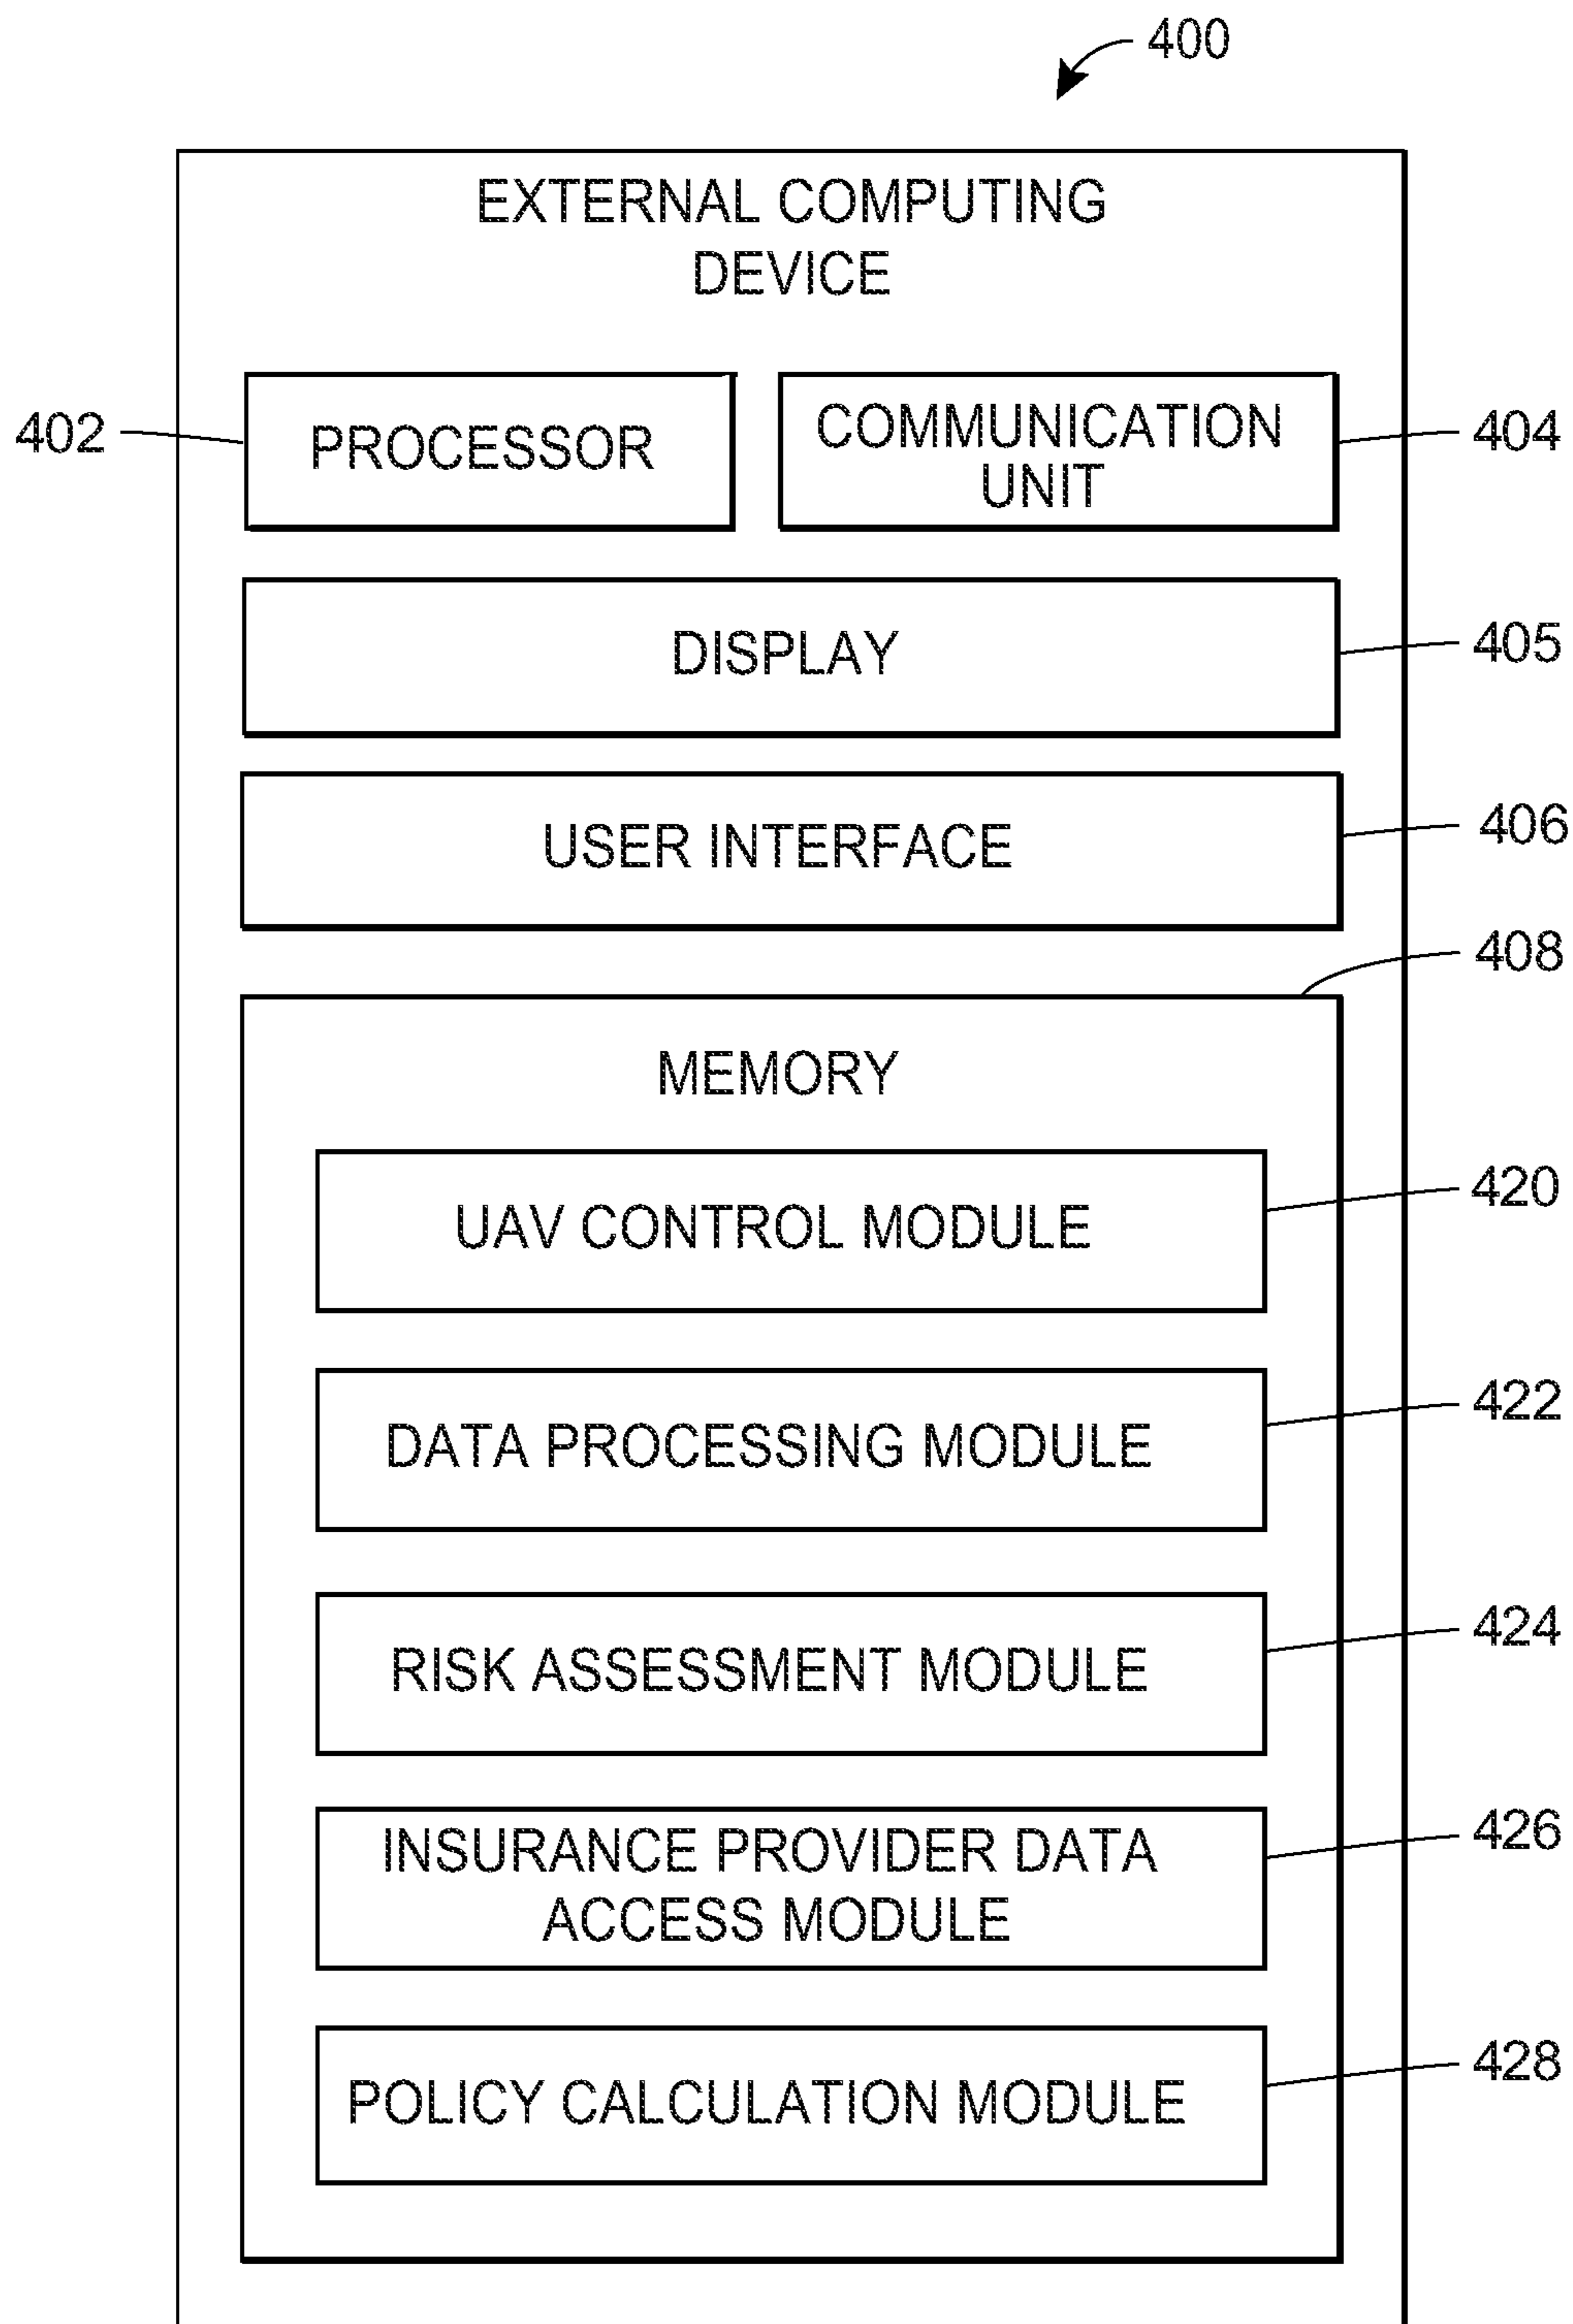 400
EXTERNAL COMPUTING
DEVICE
402
PROCESSOR
COMMUNICATION
UNIT
404
DISPLAY
405
USER INTERFACE
406
408
MEMORY
UAV CONTROL MODULE
420
DATA PROCESSING MODULE
422
RISK ASSESSMENT MODULE
424
INSURANCE PROVIDER DATA
ACCESS MODULE
426
POLICY CALCULATION MODULE
428